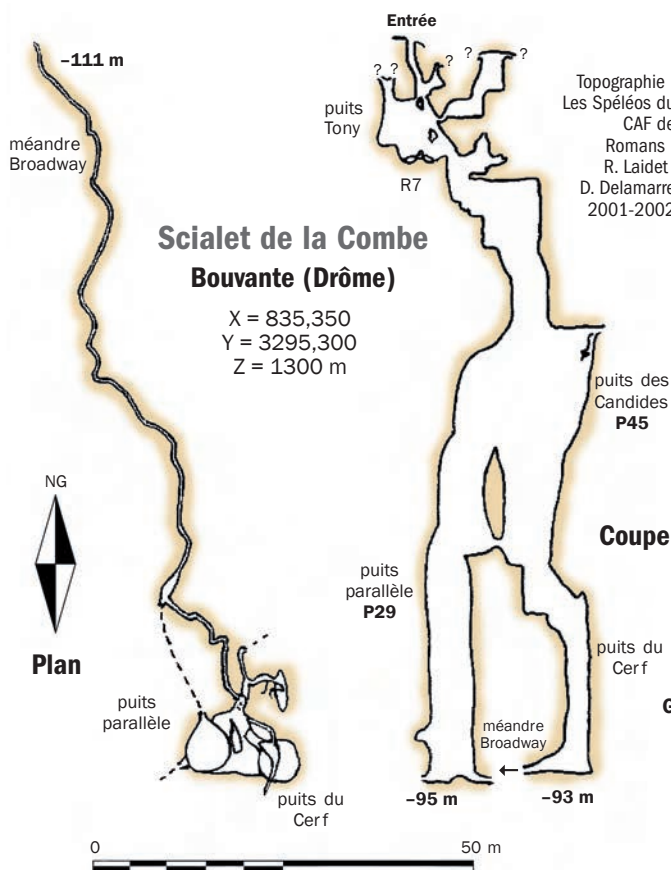 –111 m
méandre
Broadway
Entrée
? ? ? ? ?
puits
Tony
R7
Topographie
Les Spéléos du
CAF de
Romans
R. Laidet
D. Delamarre
2001-2002
Scialet de la Combe
Bouvante (Drôme)
X = 835,350
Y = 3295,300
Z = 1300 m
puits des
Candides
P45
NG
Plan
Coupe
puits
parallèle
P29
puits du
Cerf
G
puits
parallèle
puits du
Cerf
méandre
Broadway
–95 m
–93 m
0
50 m